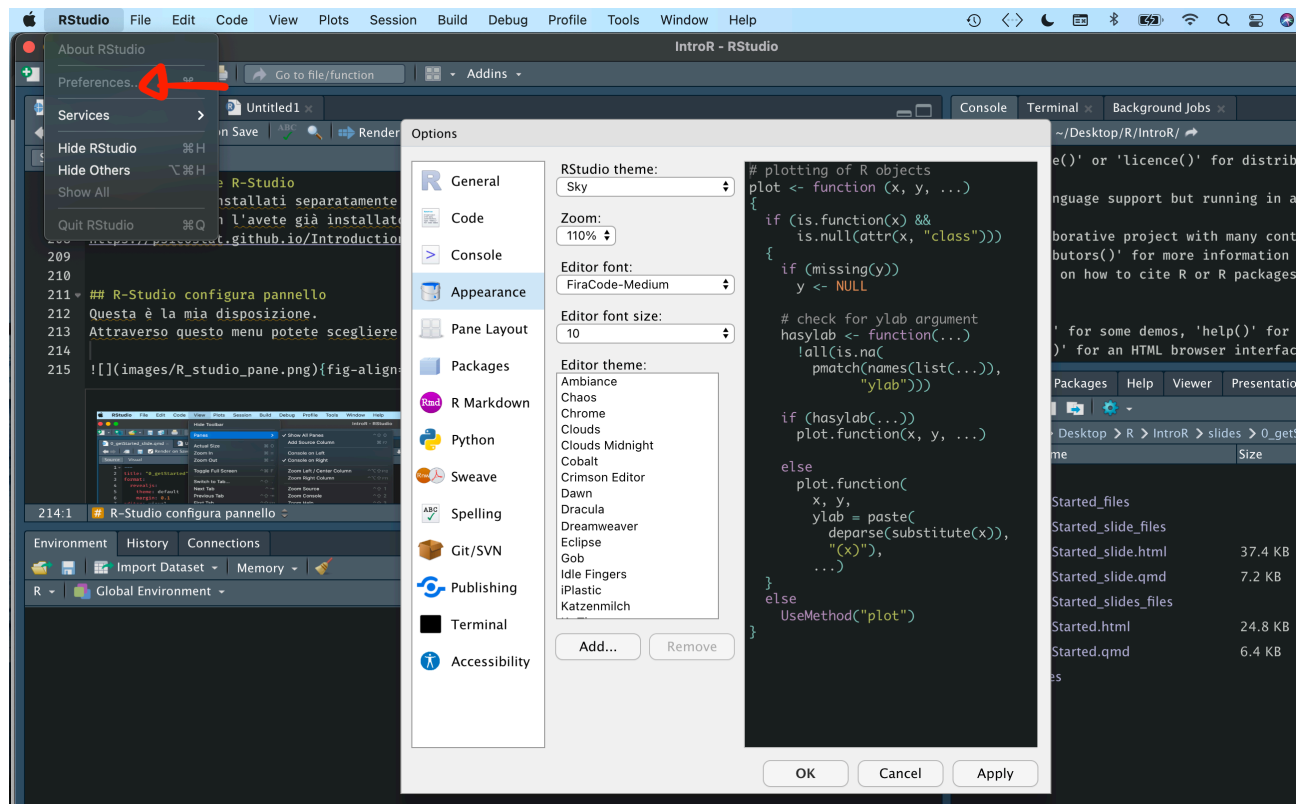 RStudio File Edit Code View Plots Session Build Debug Profile Tools Window Help
IntroR - RStudio
About RStudio
Preferences...
Services
Hide RStudio ⌘H
Hide Others ⌥⌘H
Show All
Quit RStudio ⌘Q
Go to file/function Addins
Untitled1
on Save Render
e R-Studio
nstallati separatamente
n l'avete già installato
https://psicostat.github.io/Introduction
209
210
211 ## R-Studio configura pannello
212 Questa è la mia disposizione.
213 Attraverso questo menu potete scegliere
214
215 ![](images/R_studio_pane.png){fig-align=
214:1 # R-Studio configura pannello
Environment History Connections
Import Dataset Memory
R Global Environment
Options
General
Code
Console
Appearance
Pane Layout
Packages
R Markdown
Python
Sweave
Spelling
Git/SVN
Publishing
Terminal
Accessibility
RStudio theme:
Sky
Zoom:
110%
Editor font:
FiraCode-Medium
Editor font size:
10
Editor theme:
Ambiance
Chaos
Chrome
Clouds
Clouds Midnight
Cobalt
Crimson Editor
Dawn
Dracula
Dreamweaver
Eclipse
Gob
Idle Fingers
iPlastic
Katzenmilch
Add... Remove
# plotting of R objects
plot <- function (x, y, ...)
{
if (is.function(x) &&
is.null(attr(x, "class")))
{
if (missing(y))
y <- NULL
# check for ylab argument
hasylab <- function(...)
!all(is.na(
pmatch(names(list(...)),
"ylab")))
if (hasylab(...))
plot.function(x, y, ...)
else
plot.function(
x, y,
ylab = paste(
deparse(substitute(x)),
"(x)"),
...)
}
else
UseMethod("plot")
}
OK Cancel Apply
Console Terminal Background Jobs
~/Desktop/R/IntroR/
e()' or 'licence()' for distrib
nguage support but running in a
borative project with many cont
butors()' for more information
on how to cite R or R packages
' for some demos, 'help()' for
)' for an HTML browser interfac
Packages Help Viewer Presentatio
Desktop R IntroR slides 0_getS
me Size
Started_files
Started_slide_files
Started_slide.html 37.4 KB
Started_slide.qmd 7.2 KB
Started_slides_files
Started.html 24.8 KB
Started.qmd 6.4 KB
es